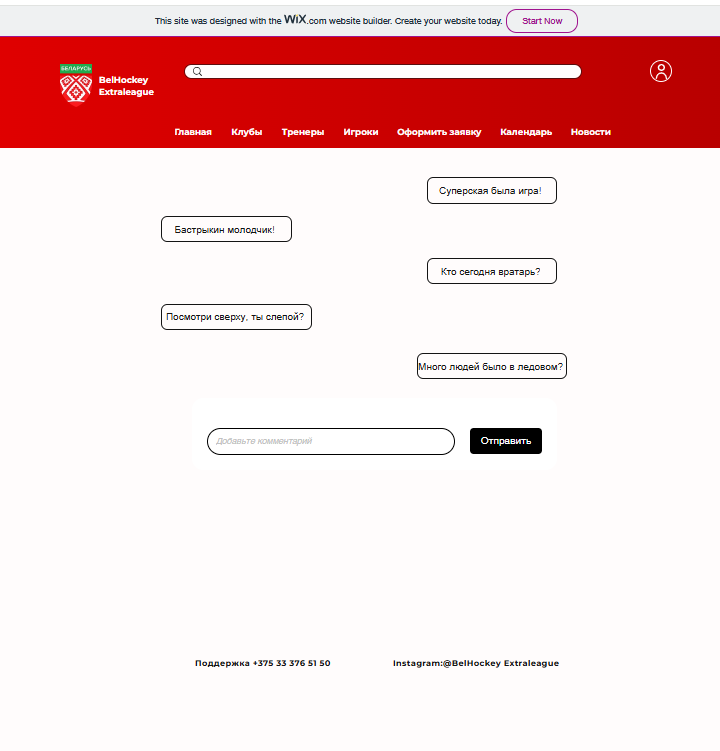 This site was designed with the WiX.com website builder. Create your website today. Start Now
БЕЛАРУСЬ
BelHockey
Extraleague
Главная Клубы Тренеры Игроки Оформить заявку Календарь Новости
Суперская была игра!
Бастрыкин молодчик!
Кто сегодня вратарь?
Посмотри сверху, ты слепой?
Много людей было в ледовом?
Добавьте комментарий Отправить
Поддержка +375 33 376 51 50 Instagram:@BelHockey Extraleague